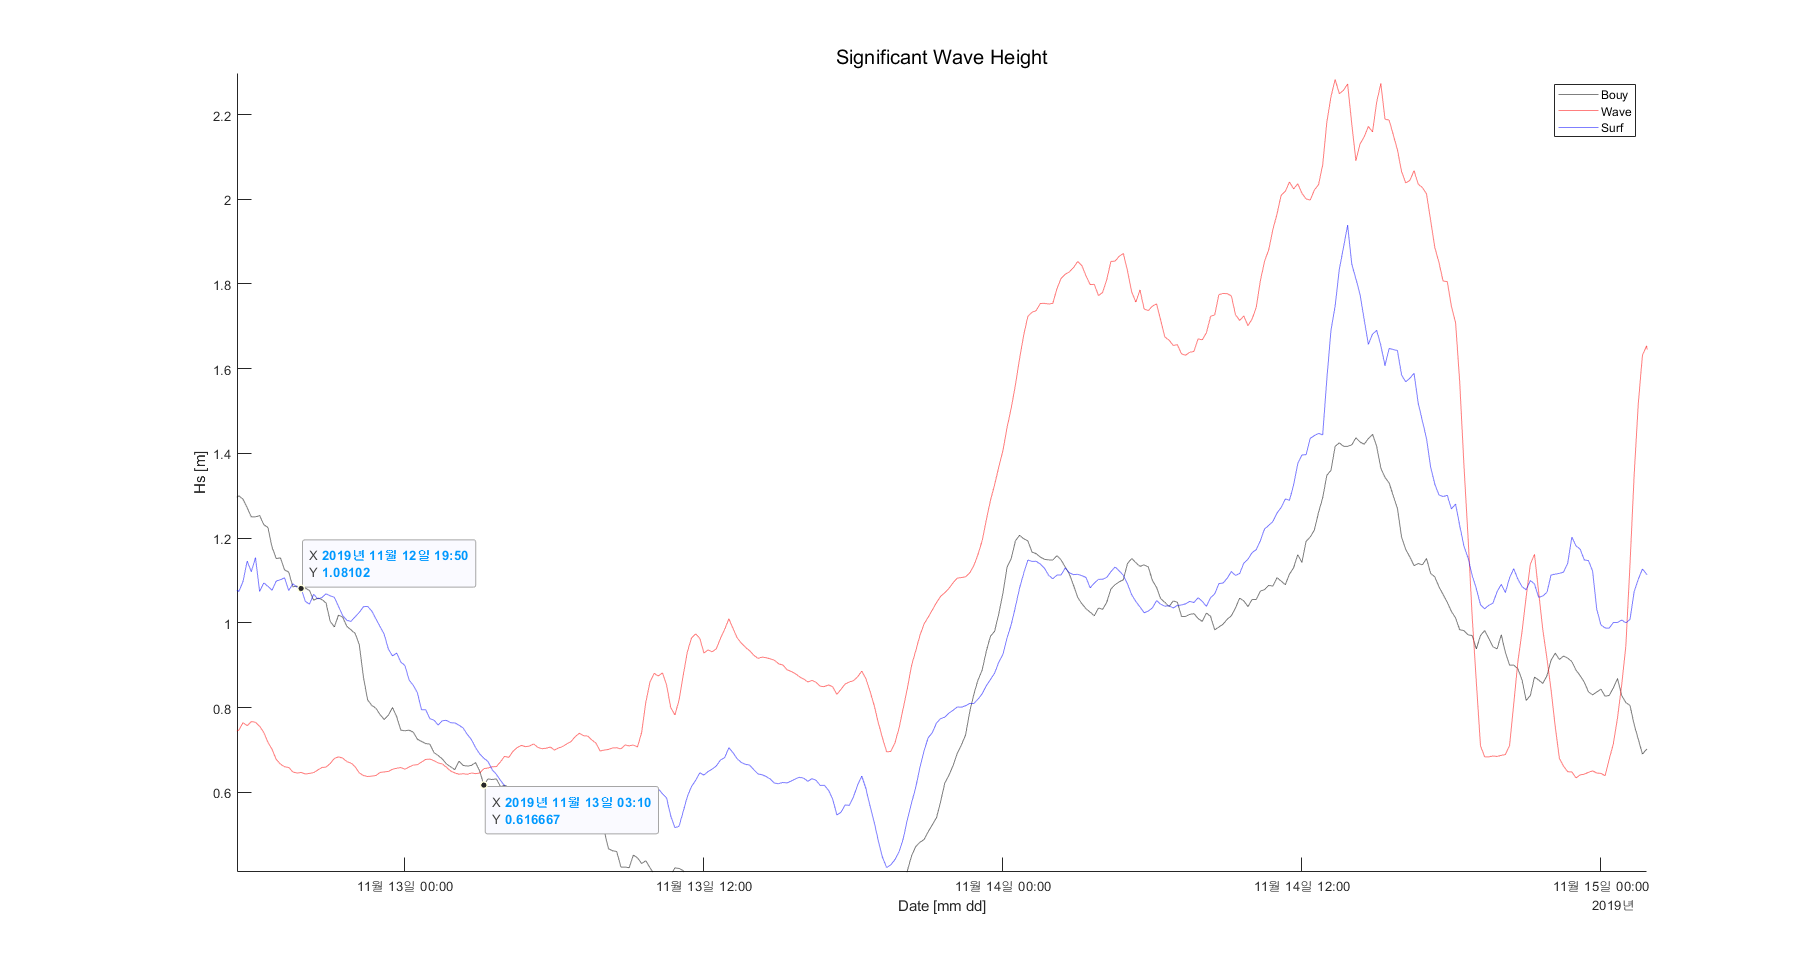 Significant Wave Height
Bouy
Wave
Surf
2.2
2
1.8
1.6
1.4
1.2
1
0.8
0.6
Hs [m]
X 2019년 11월 12일 19:50
Y 1.08102
X 2019년 11월 13일 03:10
Y 0.616667
11월 13일 00:00
11월 13일 12:00
11월 14일 00:00
11월 14일 12:00
11월 15일 00:00
Date [mm dd]
2019년